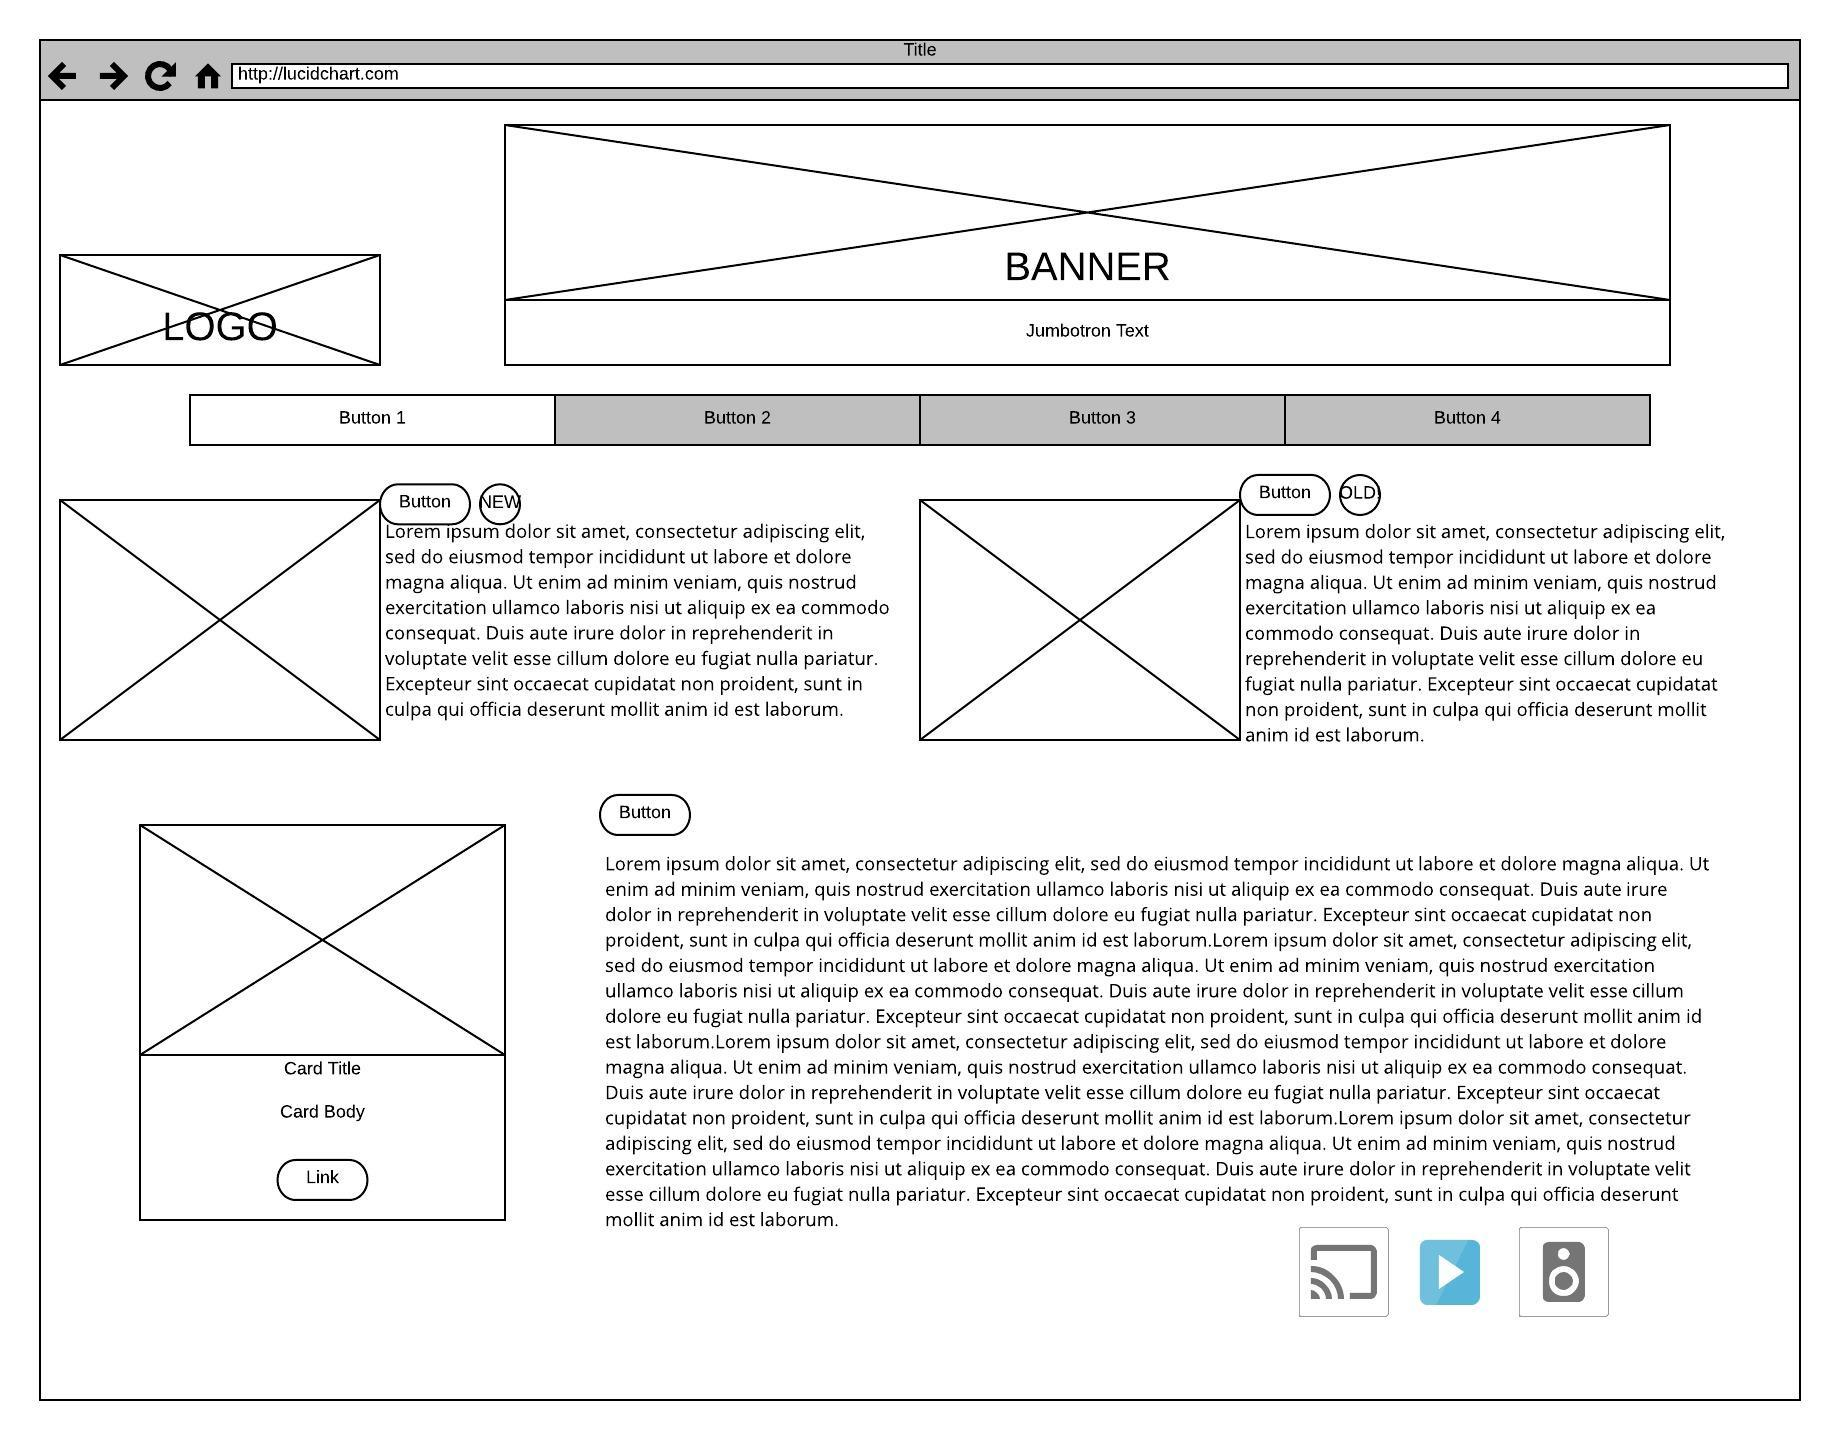 Title
http://lucidchart.com
BANNER
LOGO
Jumbotron Text
Button 1
Button 2
Button 3
Button 4
Button
NEW
Lorem ipsum dolor sit amet, consectetur adipiscing elit,
sed do eiusmod tempor incididunt ut labore et dolore
magna aliqua. Ut enim ad minim veniam, quis nostrud
exercitation ullamco laboris nisi ut aliquip ex ea commodo
consequat. Duis aute irure dolor in reprehenderit in
voluptate velit esse cillum dolore eu fugiat nulla pariatur.
Excepteur sint occaecat cupidatat non proident, sunt in
culpa qui officia deserunt mollit anim id est laborum.
Button
OLD!
Lorem ipsum dolor sit amet, consectetur adipiscing elit,
sed do eiusmod tempor incididunt ut labore et dolore
magna aliqua. Ut enim ad minim veniam, quis nostrud
exercitation ullamco laboris nisi ut aliquip ex ea
commodo consequat. Duis aute irure dolor in
reprehenderit in voluptate velit esse cillum dolore eu
fugiat nulla pariatur. Excepteur sint occaecat cupidatat
non proident, sunt in culpa qui officia deserunt mollit
anim id est laborum.
Card Title
Card Body
Link
Button
Lorem ipsum dolor sit amet, consectetur adipiscing elit, sed do eiusmod tempor incididunt ut labore et dolore magna aliqua. Ut
enim ad minim veniam, quis nostrud exercitation ullamco laboris nisi ut aliquip ex ea commodo consequat. Duis aute irure
dolor in reprehenderit in voluptate velit esse cillum dolore eu fugiat nulla pariatur. Excepteur sint occaecat cupidatat non
proident, sunt in culpa qui officia deserunt mollit anim id est laborum.Lorem ipsum dolor sit amet, consectetur adipiscing elit,
sed do eiusmod tempor incididunt ut labore et dolore magna aliqua. Ut enim ad minim veniam, quis nostrud exercitation
ullamco laboris nisi ut aliquip ex ea commodo consequat. Duis aute irure dolor in reprehenderit in voluptate velit esse cillum
dolore eu fugiat nulla pariatur. Excepteur sint occaecat cupidatat non proident, sunt in culpa qui officia deserunt mollit anim id
est laborum.Lorem ipsum dolor sit amet, consectetur adipiscing elit, sed do eiusmod tempor incididunt ut labore et dolore
magna aliqua. Ut enim ad minim veniam, quis nostrud exercitation ullamco laboris nisi ut aliquip ex ea commodo consequat.
Duis aute irure dolor in reprehenderit in voluptate velit esse cillum dolore eu fugiat nulla pariatur. Excepteur sint occaecat
cupidatat non proident, sunt in culpa qui officia deserunt mollit anim id est laborum.Lorem ipsum dolor sit amet, consectetur
adipiscing elit, sed do eiusmod tempor incididunt ut labore et dolore magna aliqua. Ut enim ad minim veniam, quis nostrud
exercitation ullamco laboris nisi ut aliquip ex ea commodo consequat. Duis aute irure dolor in reprehenderit in voluptate velit
esse cillum dolore eu fugiat nulla pariatur. Excepteur sint occaecat cupidatat non proident, sunt in culpa qui officia deserunt
mollit anim id est laborum.